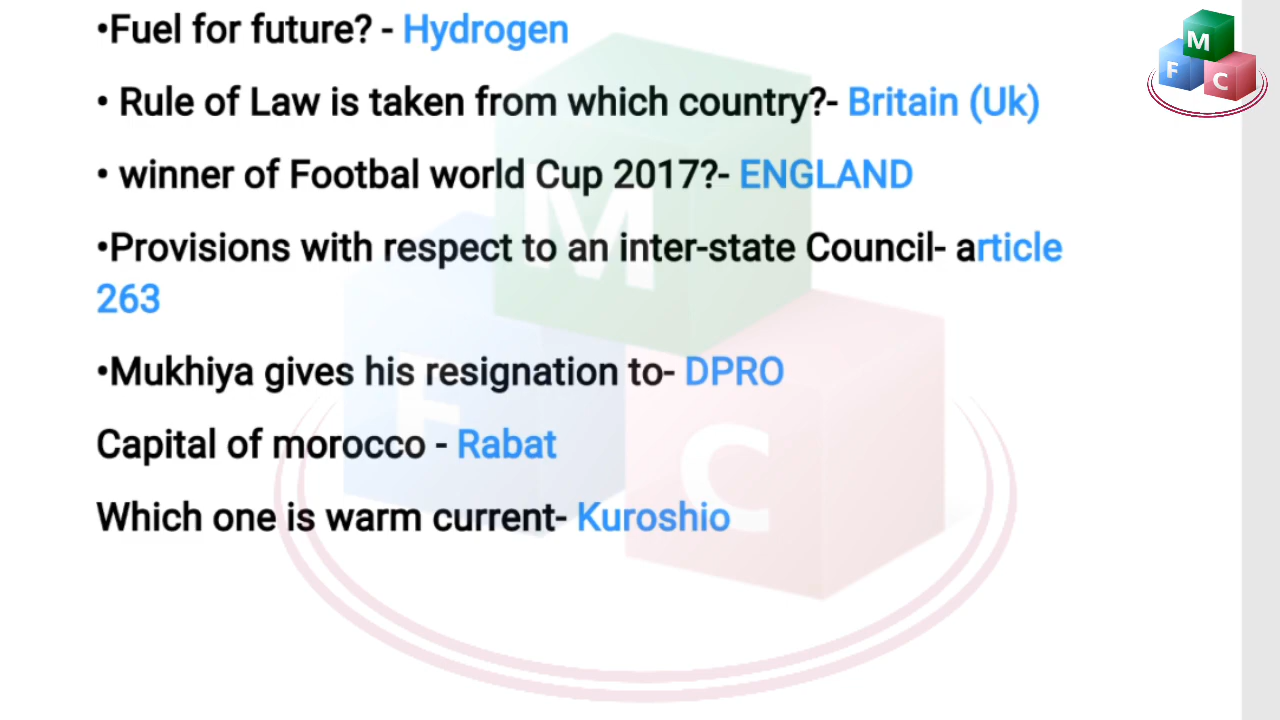 •Fuel for future? - Hydrogen
• Rule of Law is taken from which country?- Britain (Uk)
• winner of Footbal world Cup 2017?- ENGLAND
•Provisions with respect to an inter-state Council- article
263
•Mukhiya gives his resignation to- DPRO
Capital of morocco - Rabat
Which one is warm current- Kuroshio
M
F
C
M
F
C